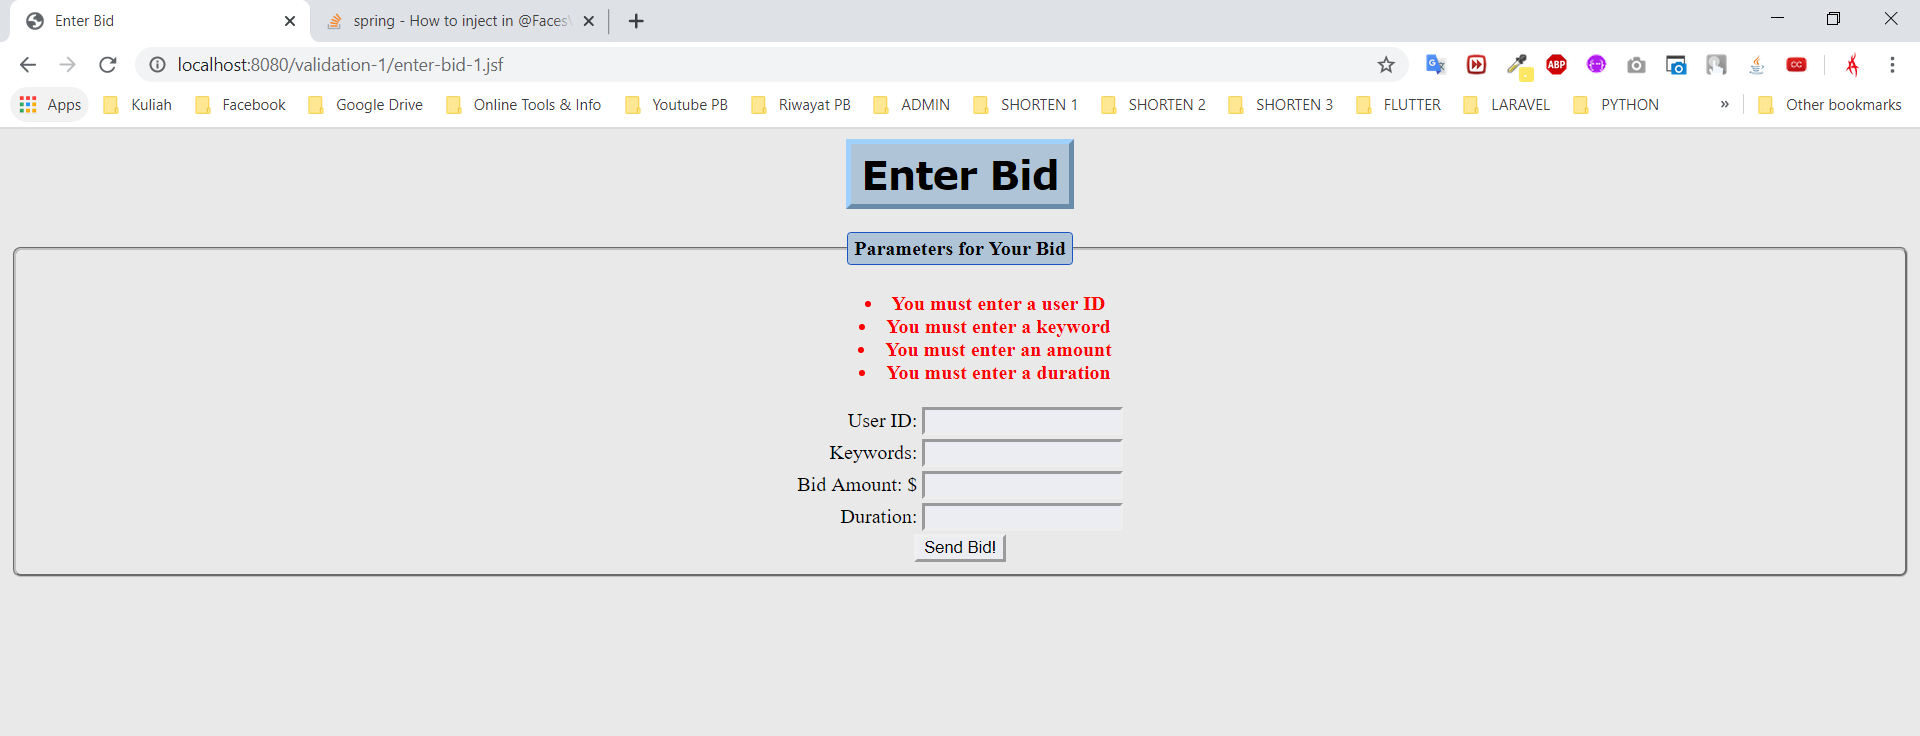 Enter Bid
spring - How to inject in @Faces
localhost:8080/validation-1/enter-bid-1.jsf
ABP
CC
Apps Kuliah Facebook Google Drive Online Tools & Info Youtube PB Riwayat PB ADMIN SHORTEN 1 SHORTEN 2 SHORTEN 3 FLUTTER LARAVEL PYTHON » Other bookmarks
Enter Bid
Parameters for Your Bid
• You must enter a user ID
• You must enter a keyword
• You must enter an amount
• You must enter a duration
User ID:
Keywords:
Bid Amount: $
Duration:
Send Bid!